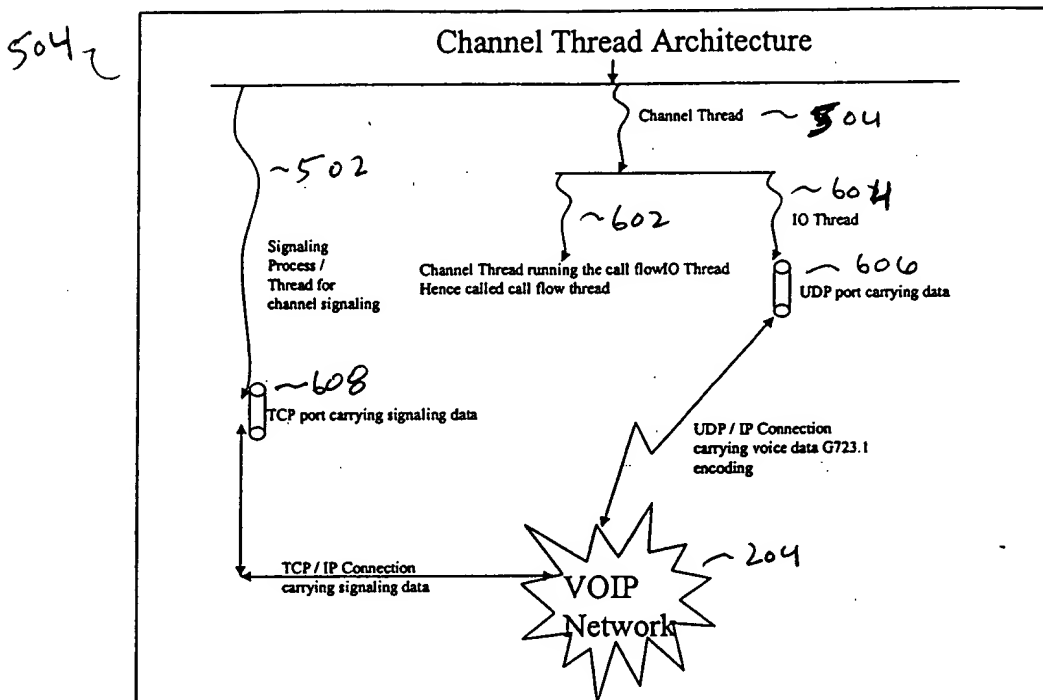 504
Channel Thread Architecture
Channel Thread ~ 504
~502
~604
IO Thread
~602
Signaling
Process /
Thread for
channel signaling
Channel Thread running the call flowIO Thread
Hence called call flow thread
~606
UDP port carrying data
~608
TCP port carrying signaling data
UDP / IP Connection
carrying voice data G723.1
encoding
~204
TCP / IP Connection
carrying signaling data
VOIP
Network